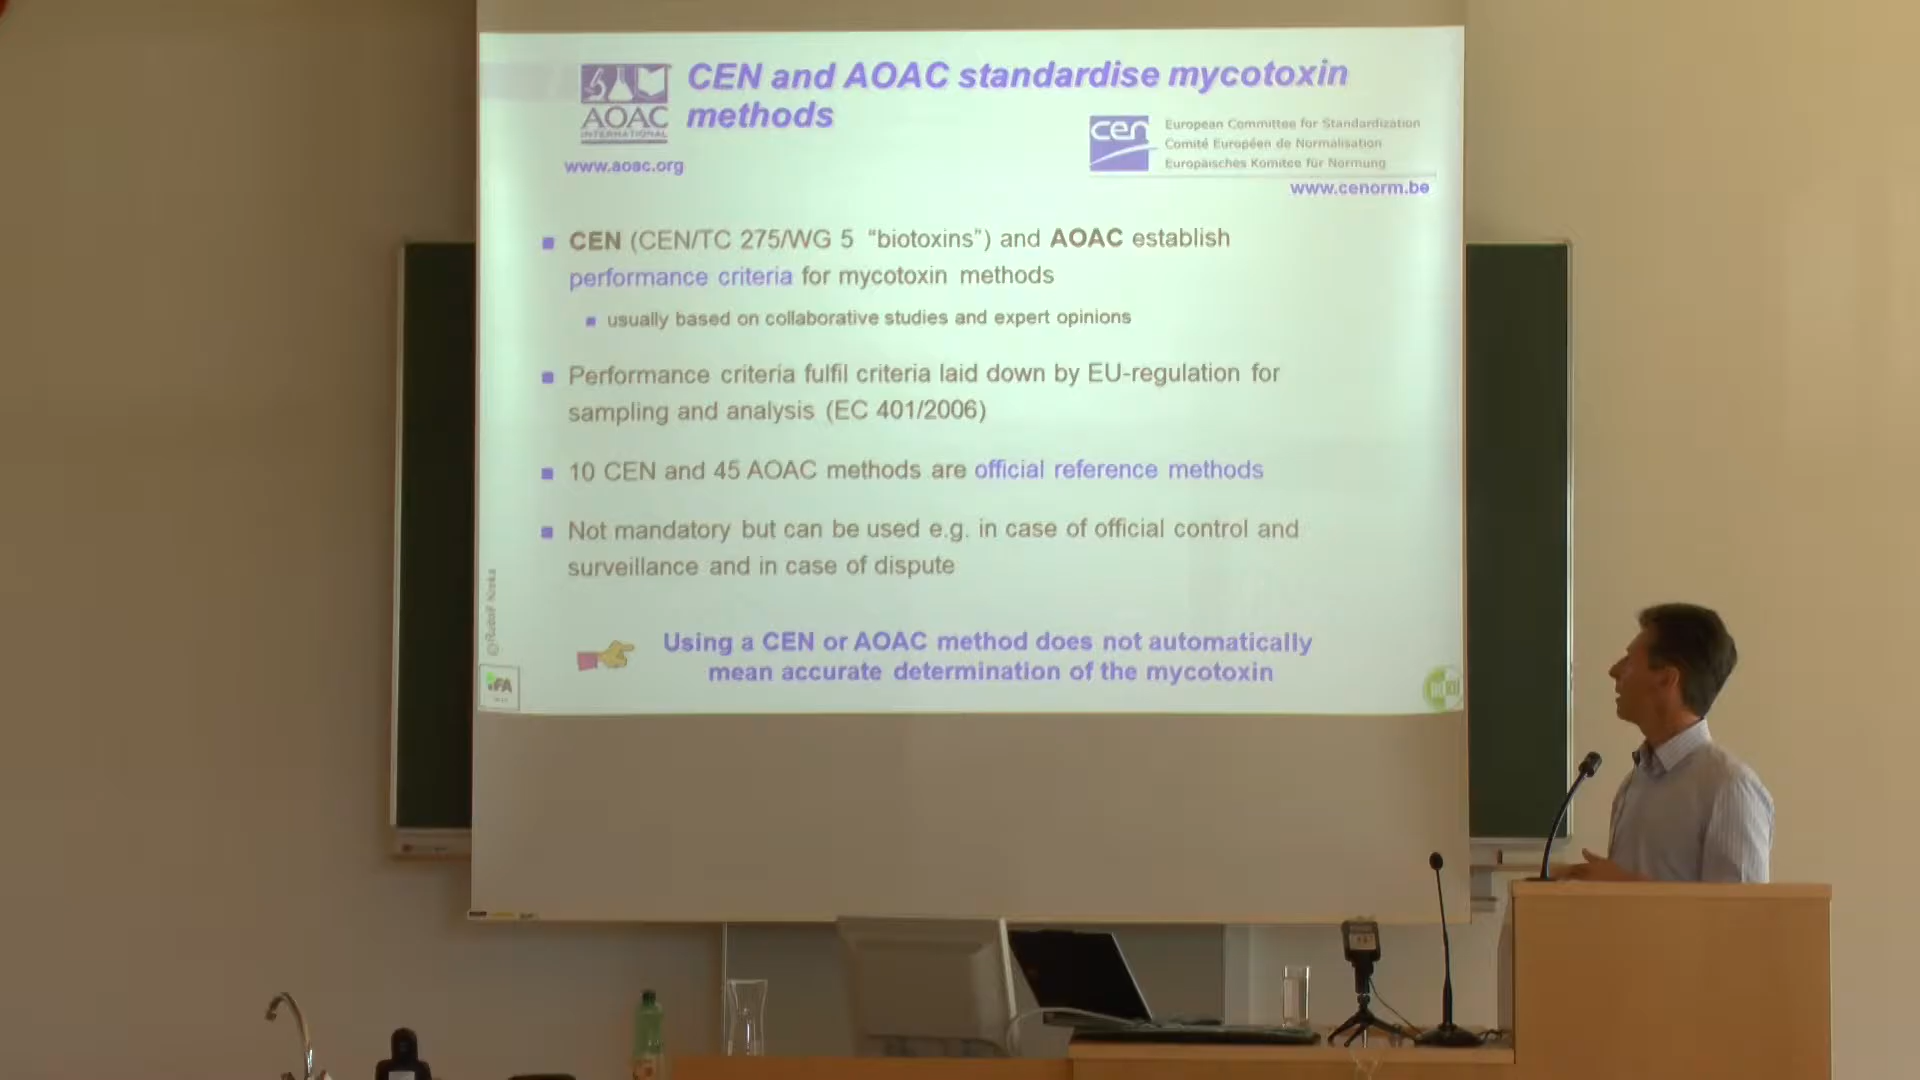 CEN and AOAC standardise mycotoxin
methods
AOAC
INTERNATIONAL
www.aoac.org
cen
European Committee for Standardization
Comité Européen de Normalisation
Europäisches Komitee für Normung
www.cenorm.be
CEN (CEN/TC 275/WG 5 “biotoxins”) and AOAC establish
performance criteria for mycotoxin methods
usually based on collaborative studies and expert opinions
Performance criteria fulfil criteria laid down by EU-regulation for
sampling and analysis (EC 401/2006)
10 CEN and 45 AOAC methods are official reference methods
Not mandatory but can be used e.g. in case of official control and
surveillance and in case of dispute
Using a CEN or AOAC method does not automatically
mean accurate determination of the mycotoxin
IFA